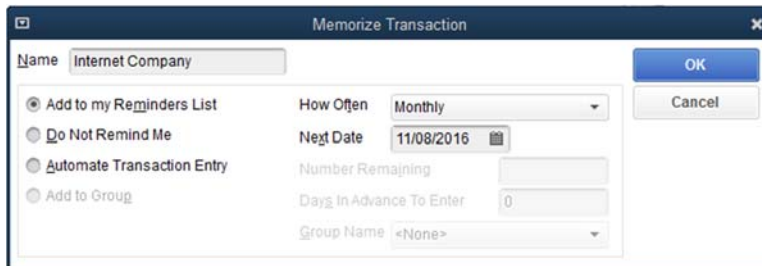 Memorize Transaction
Name Internet Company
OK
Add to my Reminders List How Often Monthly
Cancel
Do Not Remind Me Next Date 11/08/2016
Automate Transaction Entry Number Remaining
Add to Group Days In Advance To Enter 0
Group Name <None>